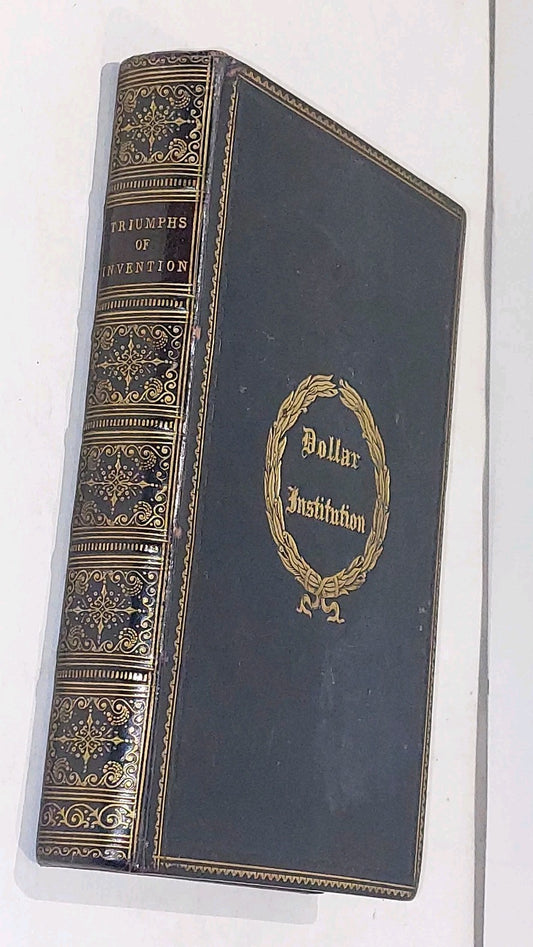 TRIUMPHS
OF
INVENTION
Dollar
Institution